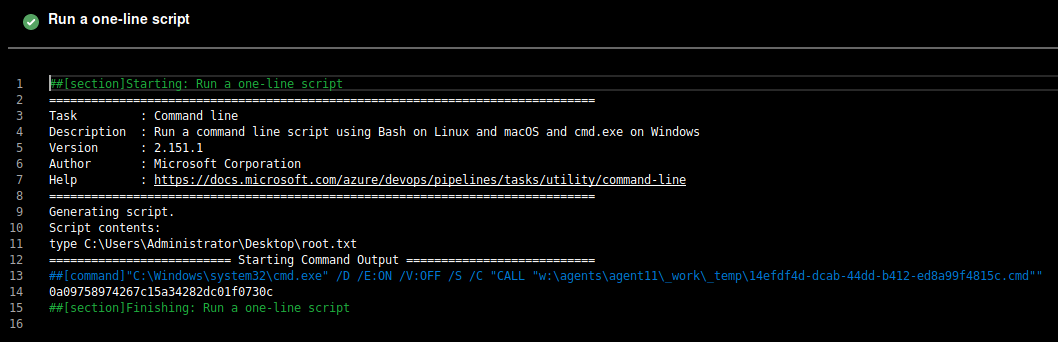 Run a one-line script
1 ##[section]Starting: Run a one-line script
2 ==============================================================================
3 Task         : Command line
4 Description  : Run a command line script using Bash on Linux and macOS and cmd.exe on Windows
5 Version      : 2.151.1
6 Author       : Microsoft Corporation
7 Help         : https://docs.microsoft.com/azure/devops/pipelines/tasks/utility/command-line
8 ==============================================================================
9 Generating script.
10 Script contents:
11 type C:\Users\Administrator\Desktop\root.txt
12 ========================== Starting Command Output ===========================
13 ##[command]"C:\Windows\system32\cmd.exe" /D /E:ON /V:OFF /S /C "CALL "w:\agents\agent11\_work\_temp\14efdf4d-dcab-44dd-b412-ed8a99f4815c.cmd""
14 0a09758974267c15a34282dc01f0730c
15 ##[section]Finishing: Run a one-line script
16